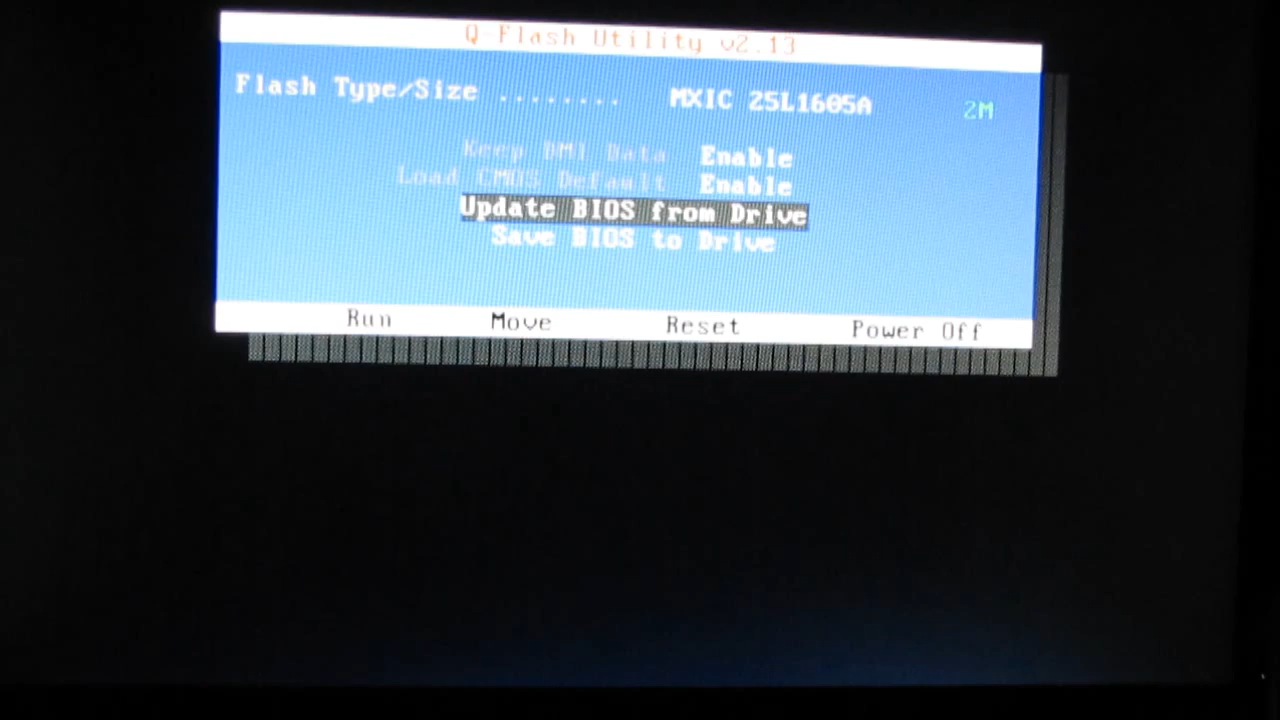 Q-Flash Utility v2.13
Flash Type/Size ........ MXIC 25L1605A 2M
Keep DMI Data Enable
Load CMOS Default Enable
Update BIOS from Drive
Save BIOS to Drive
Run Move Reset Power Off